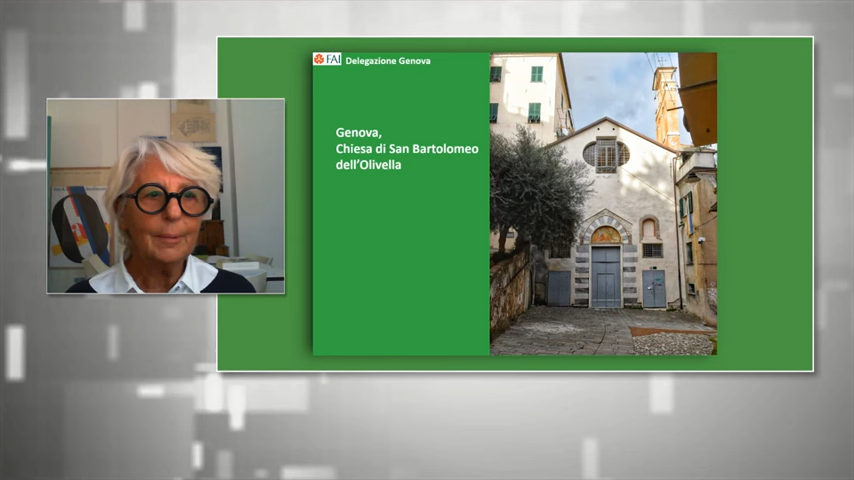 FAI Delegazione Genova
Genova,
Chiesa di San Bartolomeo
dell'Olivella